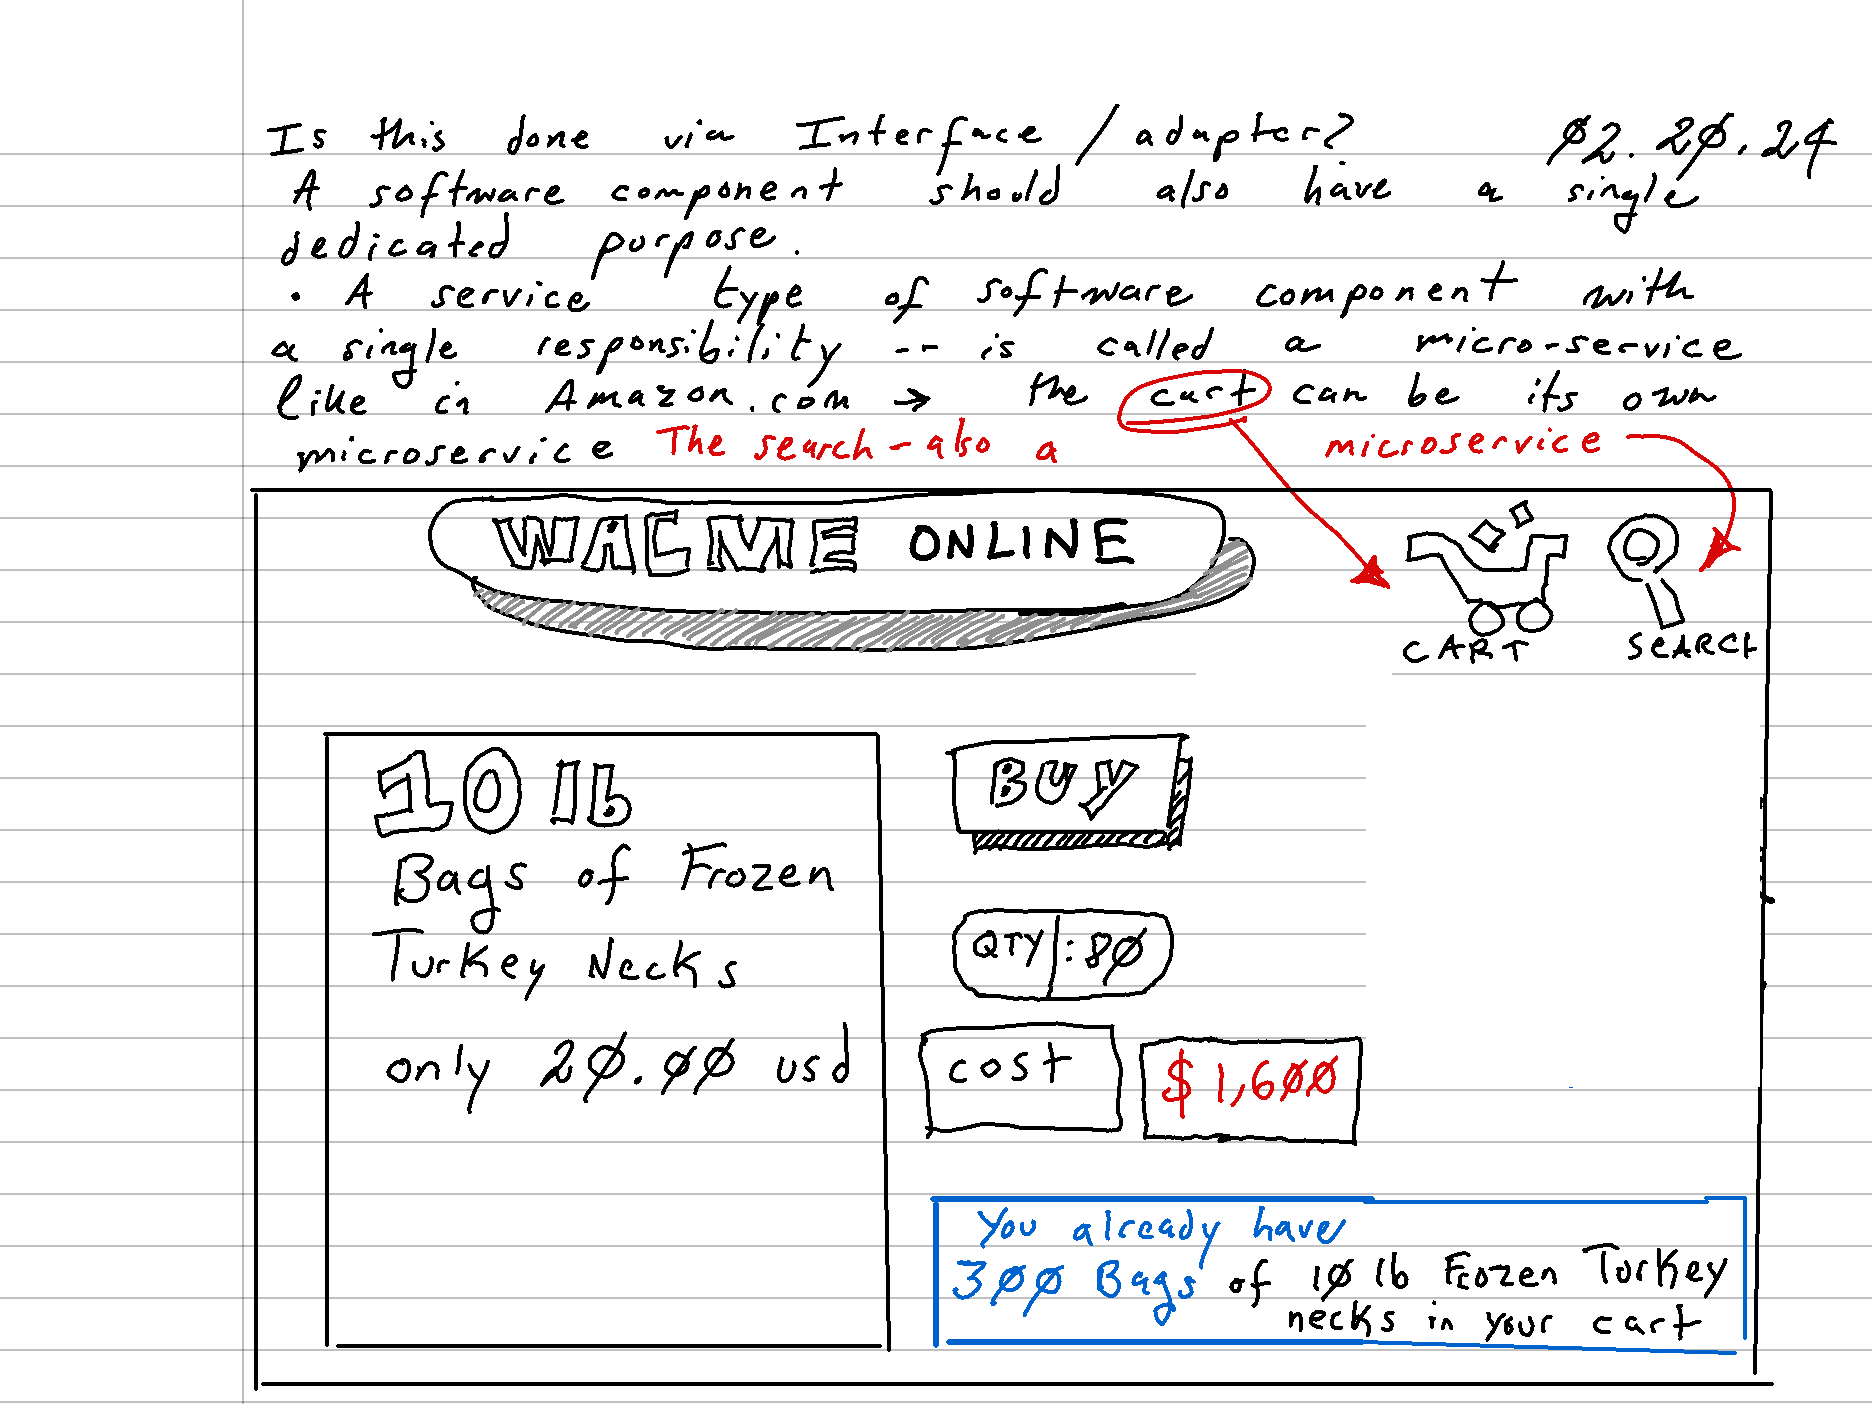 Is this done via Interface / adapter? 02.20.24
A software component should also have a single
dedicated purpose.
• A service type of software component with
a single responsibility -- is called a micro-service
like in Amazon.com → the cart can be its own
microservice The search - also a microservice
WACME ONLINE
CART SEARCH
10 lb
Bags of Frozen
Turkey Necks
only 20.00 usd
BUY
QTY : 80
cost $1,600
You already have
300 Bags of 10 lb Frozen Turkey
necks in your cart